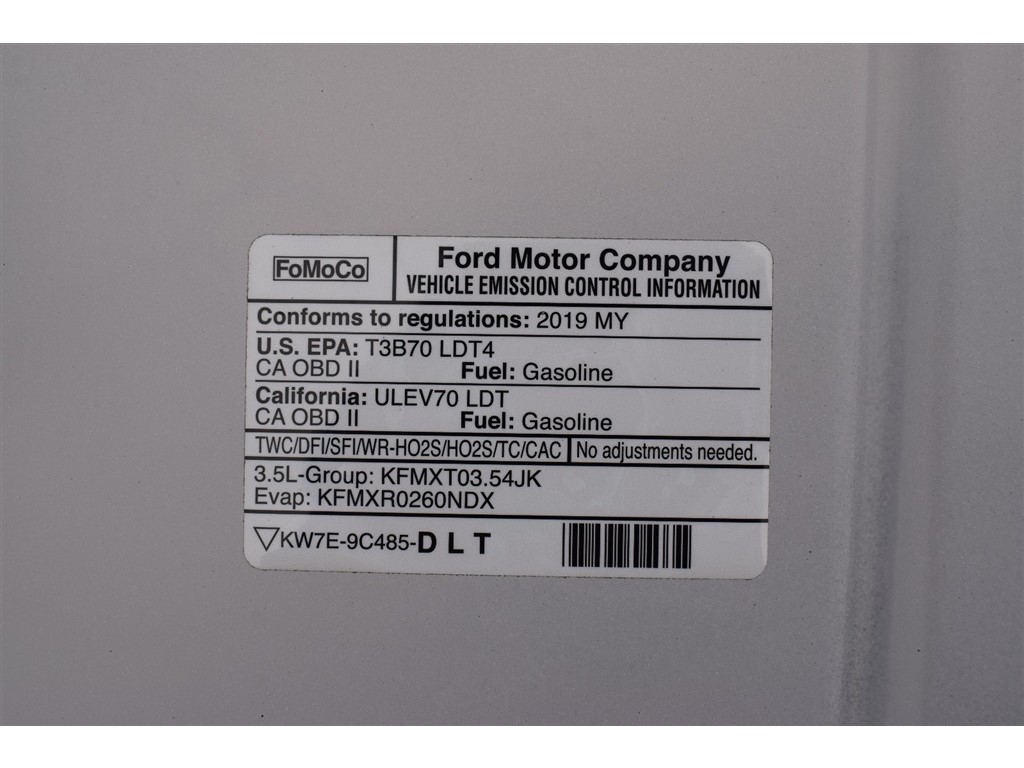 FoMoCo
Ford Motor Company
VEHICLE EMISSION CONTROL INFORMATION
Conforms to regulations: 2019 MY
U.S. EPA: T3B70 LDT4
CA OBD II Fuel: Gasoline
California: ULEV70 LDT
CA OBD II Fuel: Gasoline
TWC/DFI/SFI/WR-HO2S/HO2S/TC/CAC No adjustments needed.
3.5L-Group: KFMXT03.54JK
Evap: KFMXR0260NDX
▽KW7E-9C485-D L T